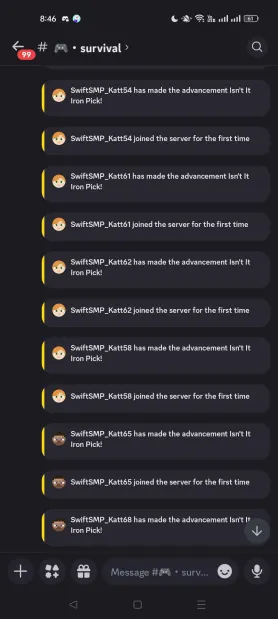 8:46
61
99
# 🎮 • survival >
SwiftSMP_Katt54 has made the advancement Isn't It
Iron Pick!
SwiftSMP_Katt54 joined the server for the first time
SwiftSMP_Katt61 has made the advancement Isn't It
Iron Pick!
SwiftSMP_Katt61 joined the server for the first time
SwiftSMP_Katt62 has made the advancement Isn't It
Iron Pick!
SwiftSMP_Katt62 joined the server for the first time
SwiftSMP_Katt58 has made the advancement Isn't It
Iron Pick!
SwiftSMP_Katt58 joined the server for the first time
SwiftSMP_Katt65 has made the advancement Isn't It
Iron Pick!
SwiftSMP_Katt65 joined the server for the first time
SwiftSMP_Katt68 has made the advancement Isn't It
Iron Pick!
Message #🎮 • surv...